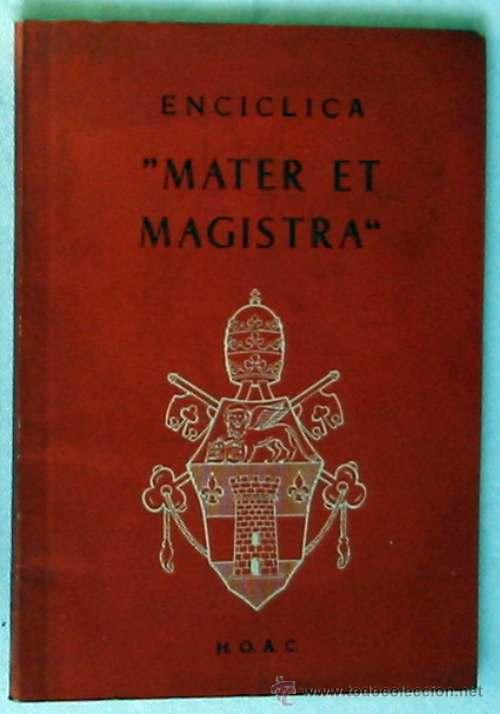 ENCICLICA
"MATER ET
MAGISTRA"
H. O. A. C.
www.todocoleccion.net